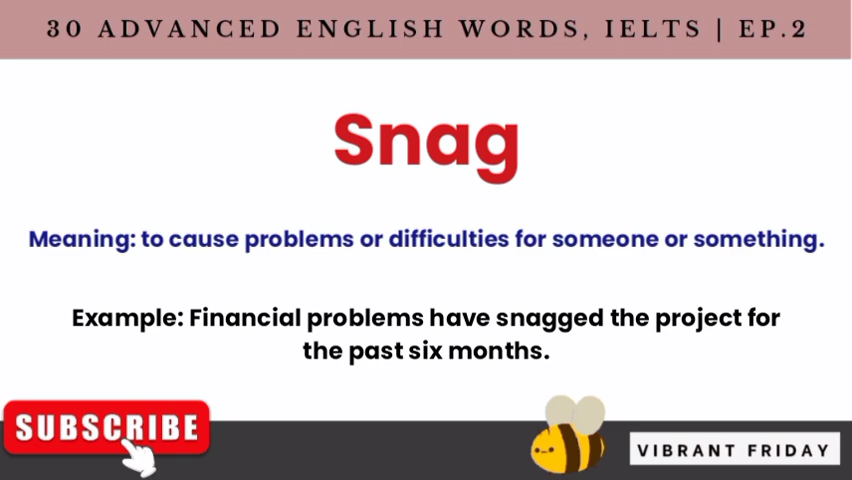 30 ADVANCED ENGLISH WORDS, IELTS | EP.2
Snag
Meaning: to cause problems or difficulties for someone or something.
Example: Financial problems have snagged the project for
the past six months.
SUBSCRIBE
VIBRANT FRIDAY